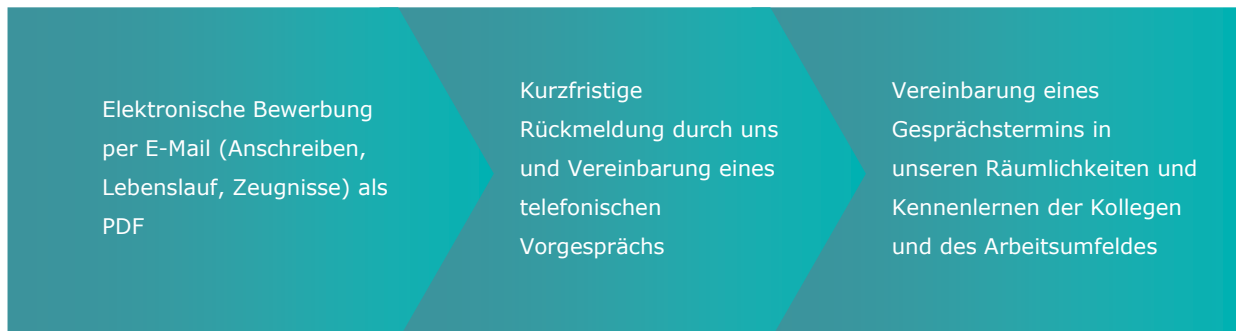 Elektronische Bewerbung
per E-Mail (Anschreiben,
Lebenslauf, Zeugnisse) als
PDF
Kurzfristige
Rückmeldung durch uns
und Vereinbarung eines
telefonischen
Vorgesprächs
Vereinbarung eines
Gesprächstermins in
unseren Räumlichkeiten und
Kennenlernen der Kollegen
und des Arbeitsumfeldes